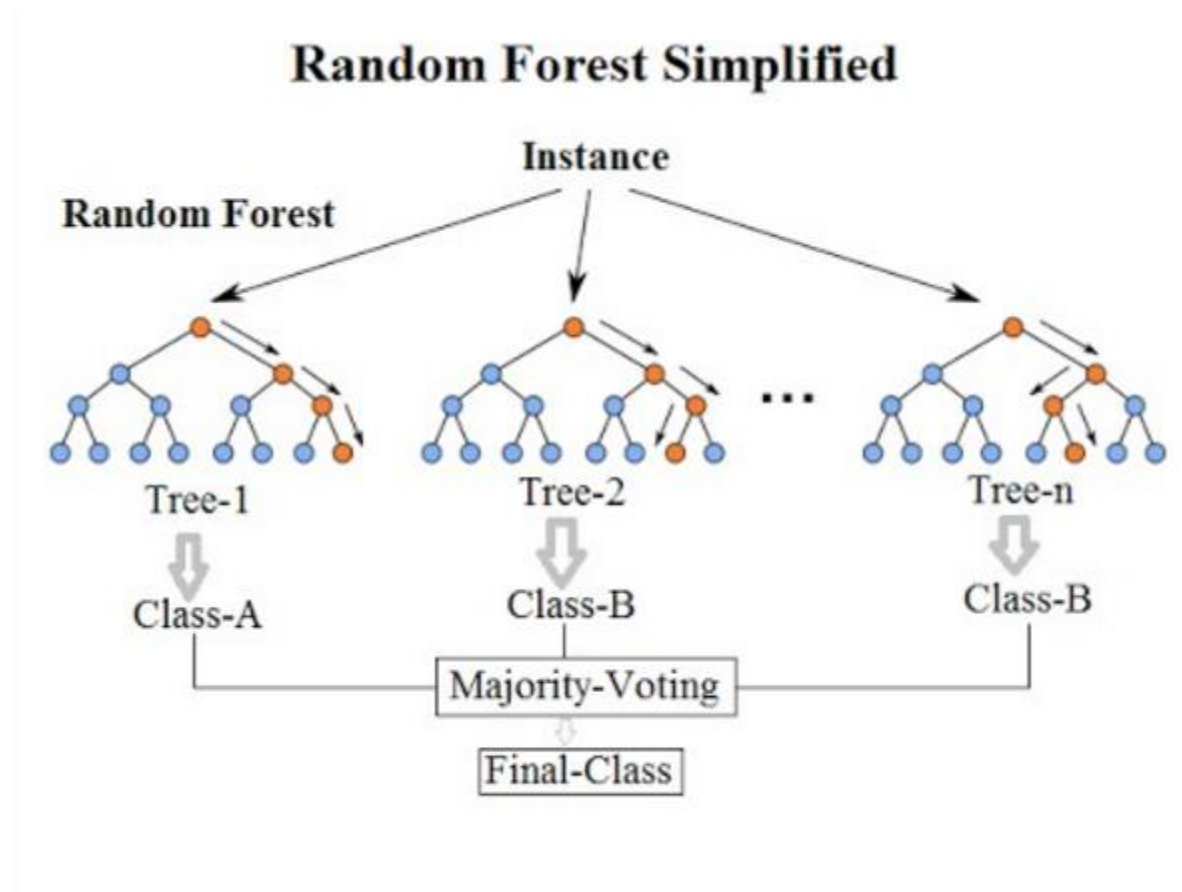 Random Forest Simplified
Instance
Random Forest
...
Tree-1
Tree-2
Tree-n
Class-A
Class-B
Class-B
Majority-Voting
Final-Class